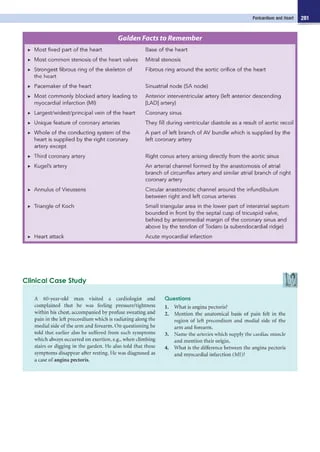 Pericardium and Heart 281
Golden Facts to Remember
▸ Most fixed part of the heart Base of the heart
▸ Most common stenosis of the heart valves Mitral stenosis
▸ Strongest fibrous ring of the skeleton of Fibrous ring around the aortic orifice of the heart
the heart
▸ Pacemaker of the heart Sinuatrial node (SA node)
▸ Most commonly blocked artery leading to Anterior interventricular artery (left anterior descending
myocardial infarction (MI) [LAD] artery)
▸ Largest/widest/principal vein of the heart Coronary sinus
▸ Unique feature of coronary arteries They fill during ventricular diastole as a result of aortic recoil
▸ Whole of the conducting system of the A part of left branch of AV bundle which is supplied by the
heart is supplied by the right coronary left coronary artery
artery except
▸ Third coronary artery Right conus artery arising directly from the aortic sinus
▸ Kugel's artery An arterial channel formed by the anastomosis of atrial
branch of circumflex artery and similar atrial branch of right
coronary artery
▸ Annulus of Vieussens Circular anastomotic channel around the infundibulum
between right and left conus arteries
▸ Triangle of Koch Small triangular area in the lower part of interatrial septum
bounded in front by the septal cusp of tricuspid valve,
behind by anteromedial margin of the coronary sinus and
above by the tendon of Todaro (a subendocardial ridge)
▸ Heart attack Acute myocardial infarction
Clinical Case Study
A 60-year-old man visited a cardiologist and
complained that he was feeling pressure/tightness
within his chest, accompanied by profuse sweating and
pain in the left precordium which is radiating along the
medial side of the arm and forearm. On questioning he
told that earlier also he suffered from such symptoms
which always occurred on exertion, e.g., when climbing
stairs or digging in the garden. He also told that these
symptoms disappear after resting. He was diagnosed as
a case of angina pectoris.
Questions
1. What is angina pectoris?
2. Mention the anatomical basis of pain felt in the
region of left precordium and medial side of the
arm and forearm.
3. Name the arteries which supply the cardiac muscle
and mention their origin.
4. What is the difference between the angina pectoris
and myocardial infarction (MI)?